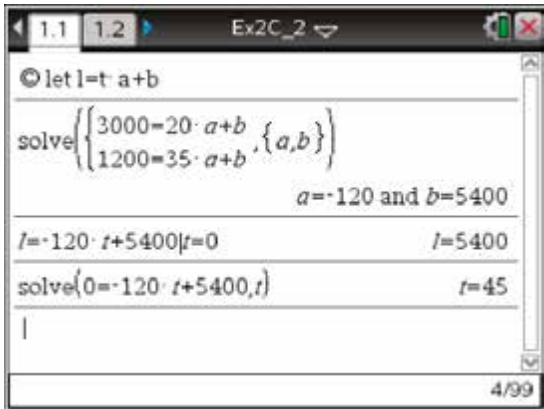 1.1 1.2 Ex2C_2
© let l=t· a+b
solve({3000=20· a+b
1200=35· a+b ,{a,b})
a=-120 and b=5400
l=-120· t+5400|t=0 l=5400
solve(0=-120· t+5400,t) t=45
4/99